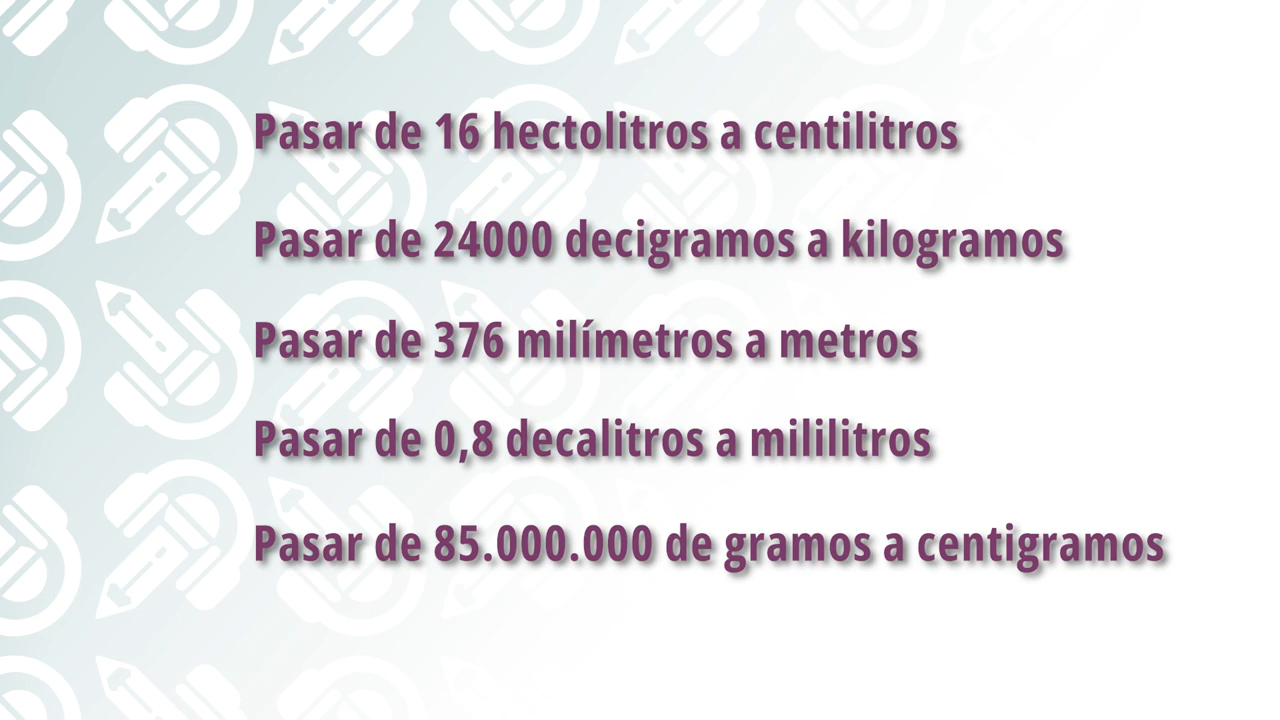 Pasar de 16 hectolitros a centilitros
Pasar de 24000 decigramos a kilogramos
Pasar de 376 milímetros a metros
Pasar de 0,8 decalitros a mililitros
Pasar de 85.000.000 de gramos a centigramos